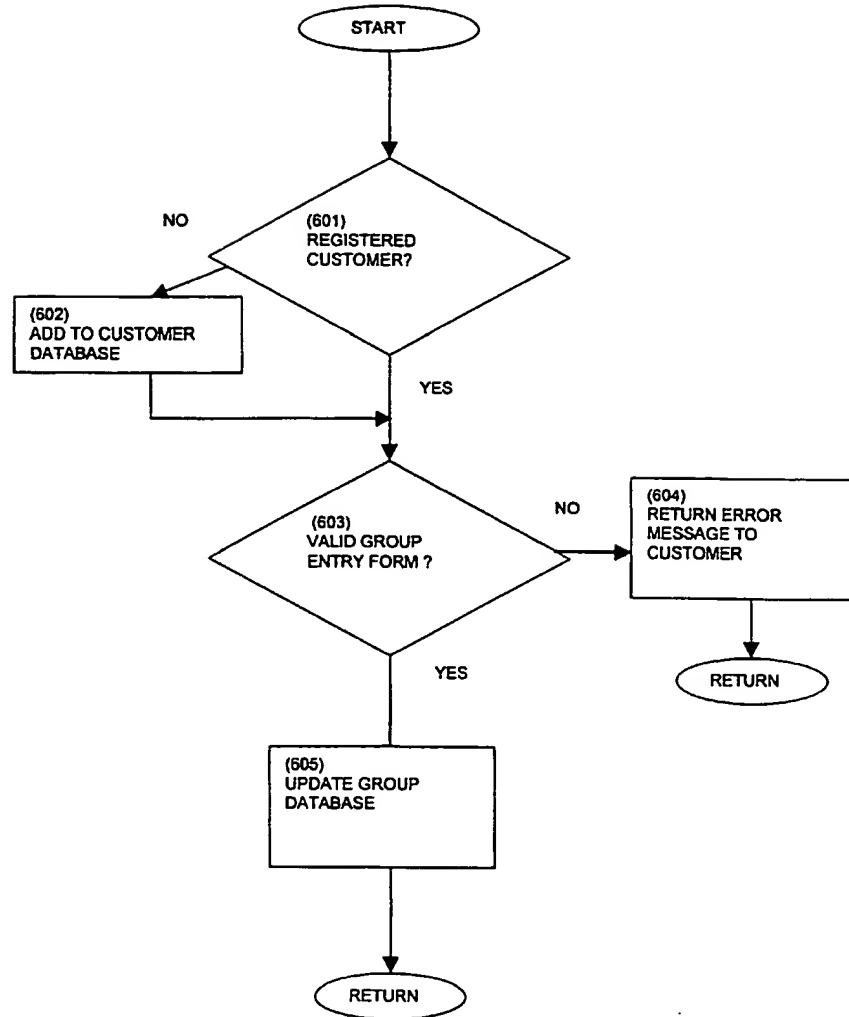 START
NO
(601)
REGISTERED
CUSTOMER?
(602)
ADD TO CUSTOMER
DATABASE
YES
(603)
VALID GROUP
ENTRY FORM ?
NO
(604)
RETURN ERROR
MESSAGE TO
CUSTOMER
YES
RETURN
(605)
UPDATE GROUP
DATABASE
RETURN